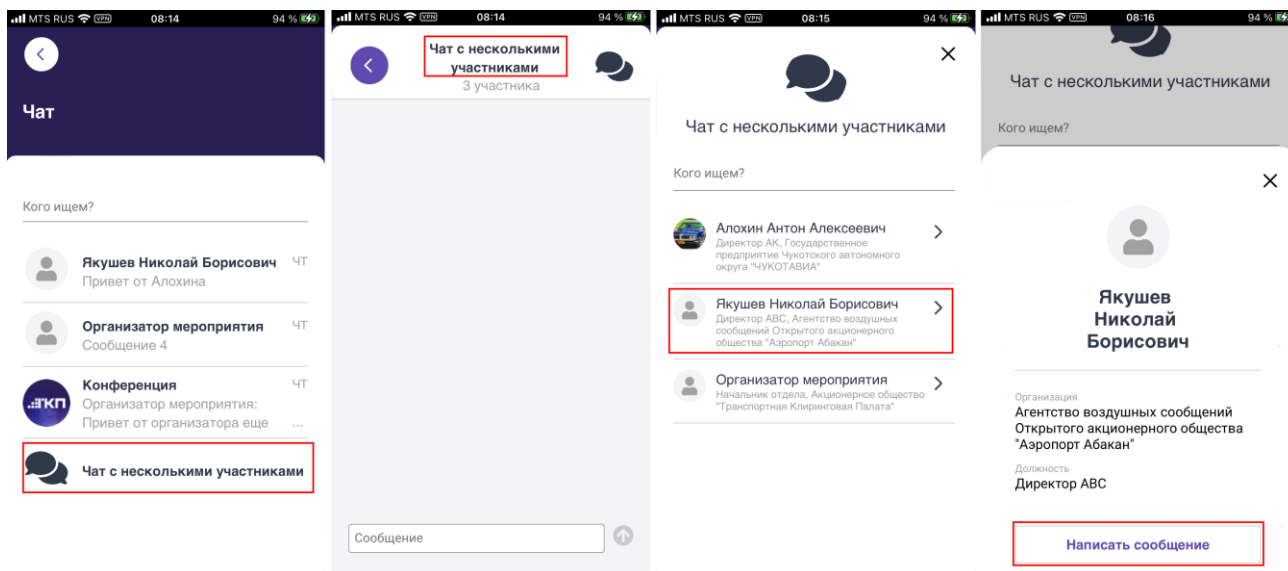 MTS RUS VPN 08:14 94 %
Чат
Кого ищем?
Якушев Николай Борисович ЧТ
Привет от Алохина
Организатор мероприятия ЧТ
Сообщение 4
ТКП
Конференция ЧТ
Организатор мероприятия:
Привет от организатора еще ...
Чат с несколькими участниками
MTS RUS VPN 08:14 94 %
Чат с несколькими
участниками
3 участника
Сообщение
MTS RUS VPN 08:15 94 %
Чат с несколькими участниками
Кого ищем?
Алохин Антон Алексеевич
Директор АК, Государственное
предприятие Чукотского автономного
округа "ЧУКОТАВИА"
Якушев Николай Борисович
Директор АВС, Агентство воздушных
сообщений Открытого акционерного
общества "Аэропорт Абакан"
Организатор мероприятия
Начальник отдела, Акционерное общество
"Транспортная Клиринговая Палата"
MTS RUS VPN 08:16 94 %
Чат с несколькими участниками
Кого ищем?
Якушев
Николай
Борисович
Организация
Агентство воздушных сообщений
Открытого акционерного общества
"Аэропорт Абакан"
Должность
Директор АВС
Написать сообщение